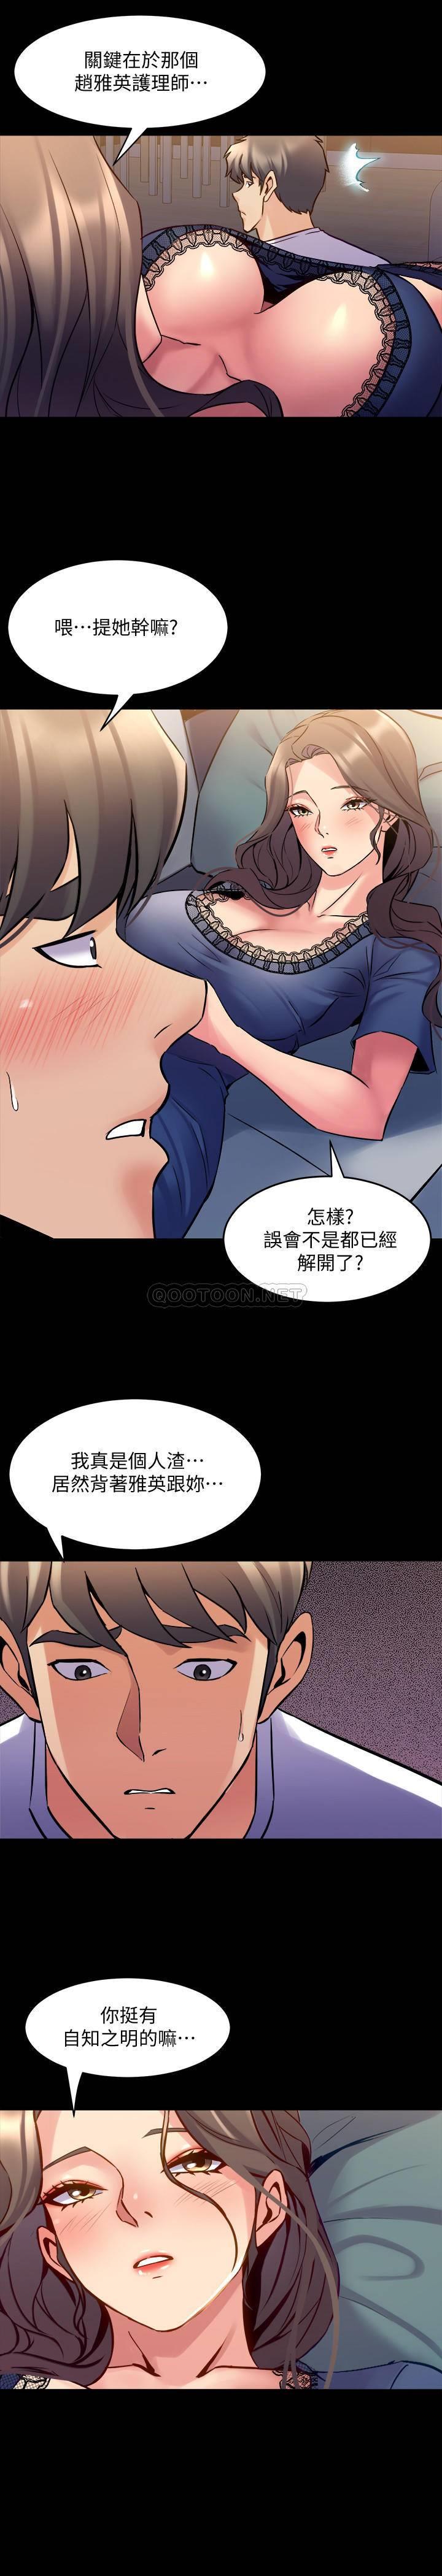 關鍵在於那個
趙雅英護理師⋯
喂⋯提她幹嘛?
怎樣?
誤會不是都已經
解開了?
QOOTOON.NET
我真是個人渣⋯
居然背著雅英跟妳⋯
你挺有
自知之明的嘛⋯